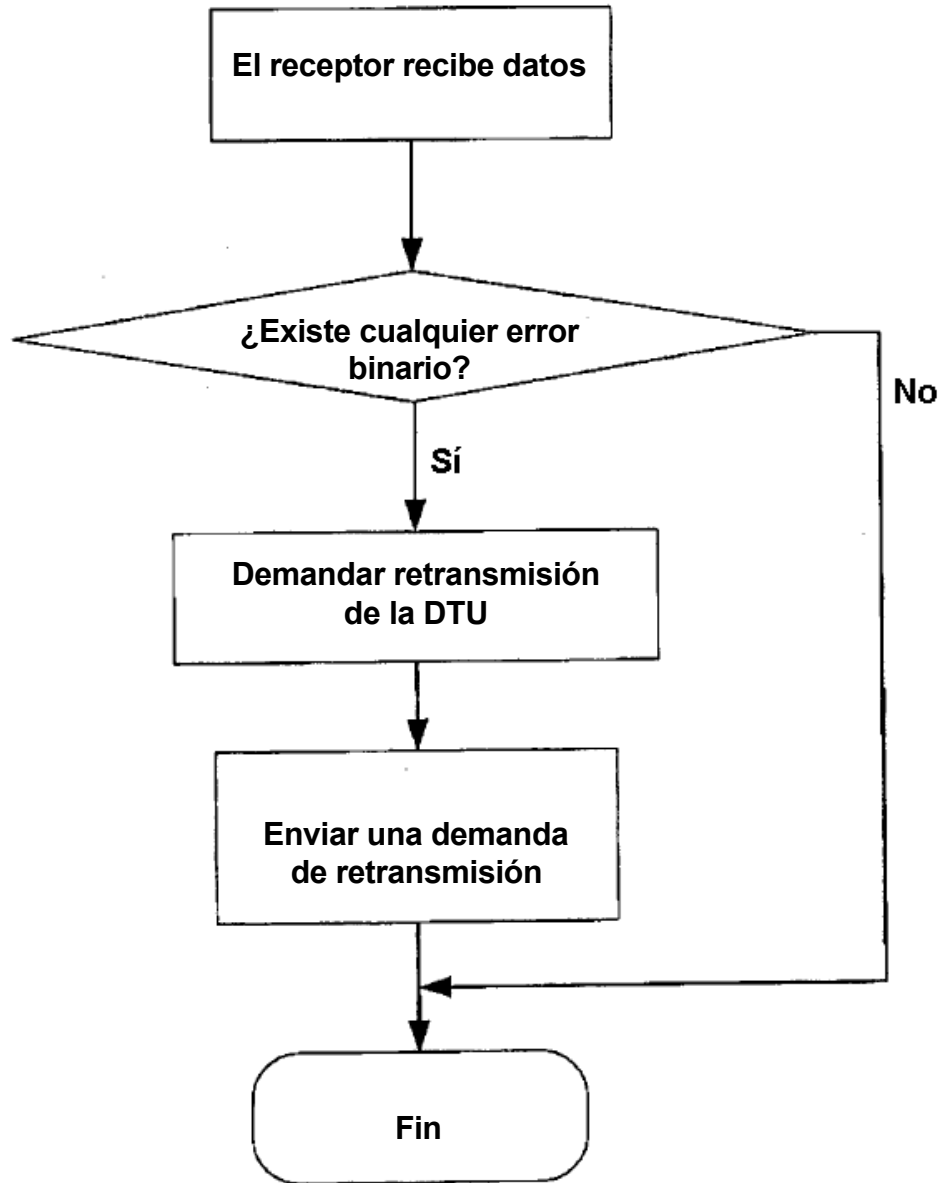 El receptor recibe datos
¿Existe cualquier error
binario?
No
Sí
Demandar retransmisión
de la DTU
Enviar una demanda
de retransmisión
Fin